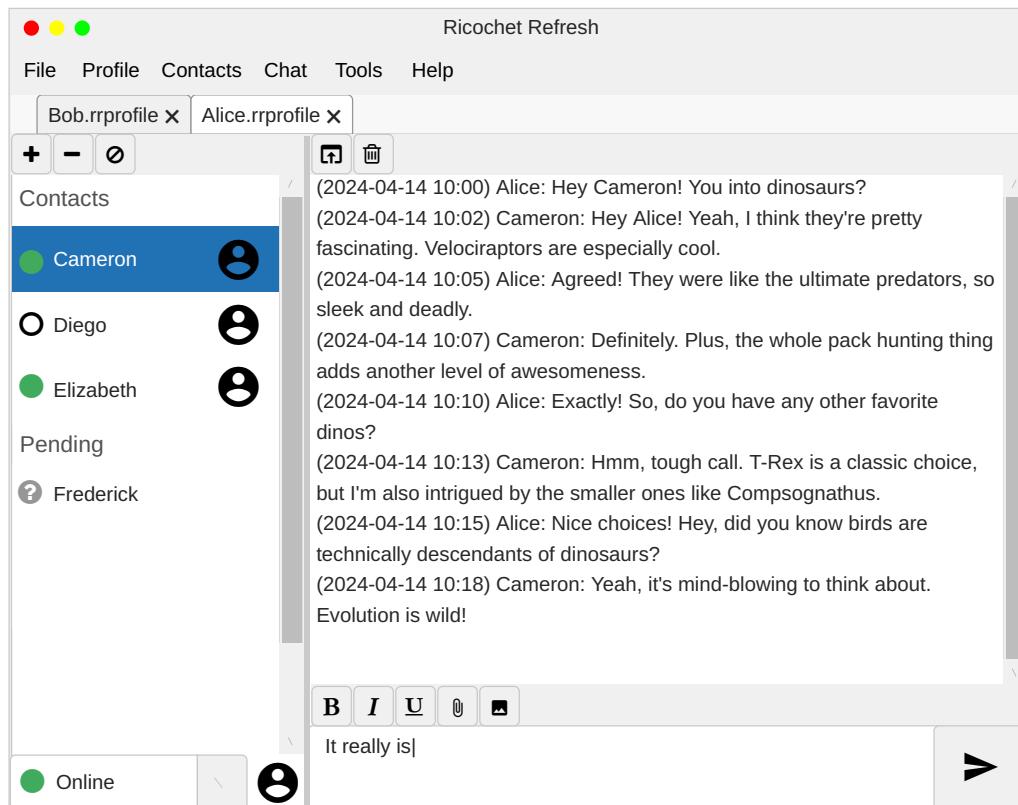 Ricochet Refresh
File Profile Contacts Chat Tools Help
Bob.rrprofile Alice.rrprofile
Contacts
Cameron
Diego
Elizabeth
Pending
Frederick
Online
(2024-04-14 10:00) Alice: Hey Cameron! You into dinosaurs?
(2024-04-14 10:02) Cameron: Hey Alice! Yeah, I think they're pretty
fascinating. Velociraptors are especially cool.
(2024-04-14 10:05) Alice: Agreed! They were like the ultimate predators, so
sleek and deadly.
(2024-04-14 10:07) Cameron: Definitely. Plus, the whole pack hunting thing
adds another level of awesomeness.
(2024-04-14 10:10) Alice: Exactly! So, do you have any other favorite
dinos?
(2024-04-14 10:13) Cameron: Hmm, tough call. T-Rex is a classic choice,
but I'm also intrigued by the smaller ones like Compsognathus.
(2024-04-14 10:15) Alice: Nice choices! Hey, did you know birds are
technically descendants of dinosaurs?
(2024-04-14 10:18) Cameron: Yeah, it's mind-blowing to think about.
Evolution is wild!
B I U
It really is